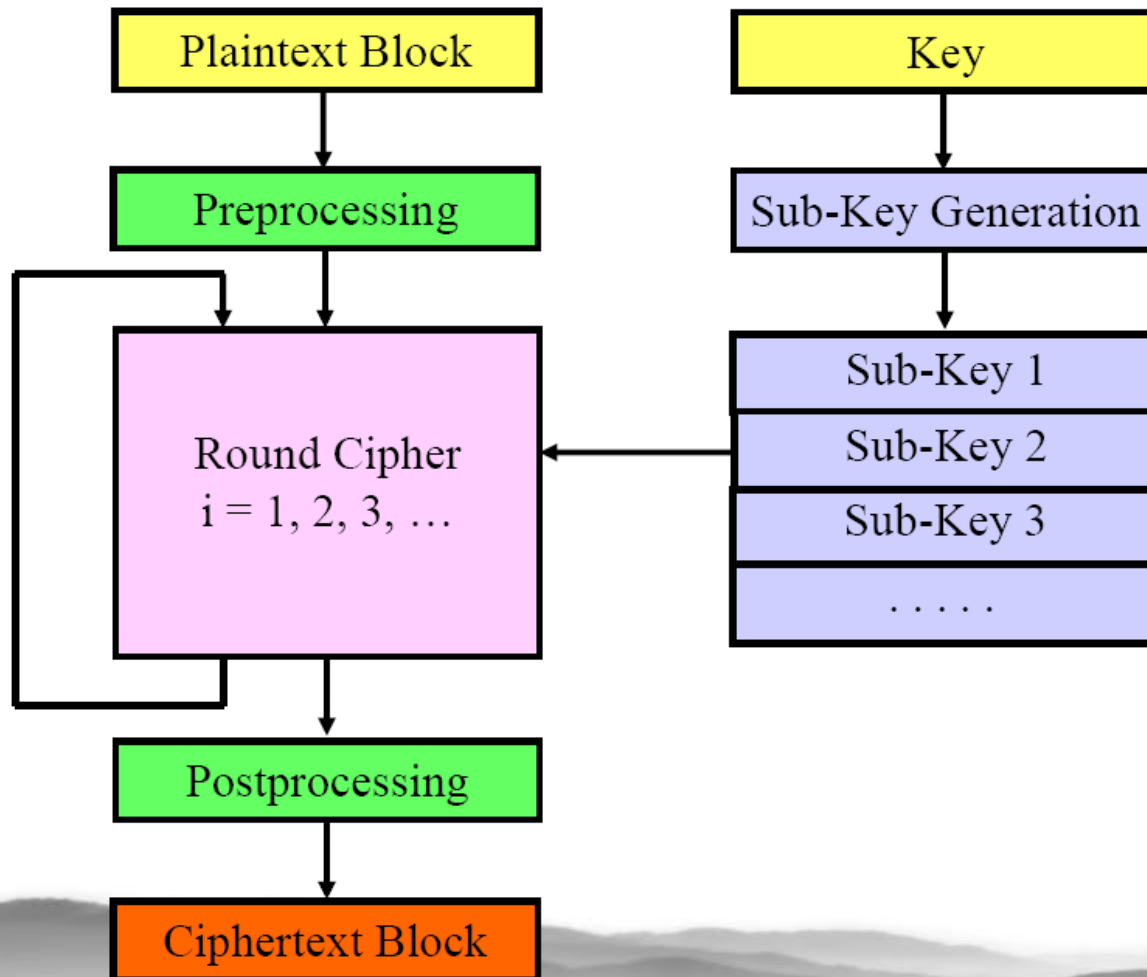 Plaintext Block
Key
Preprocessing
Sub-Key Generation
Round Cipher
i = 1, 2, 3, …
Sub-Key 1
Sub-Key 2
Sub-Key 3
. . . . .
Postprocessing
Ciphertext Block